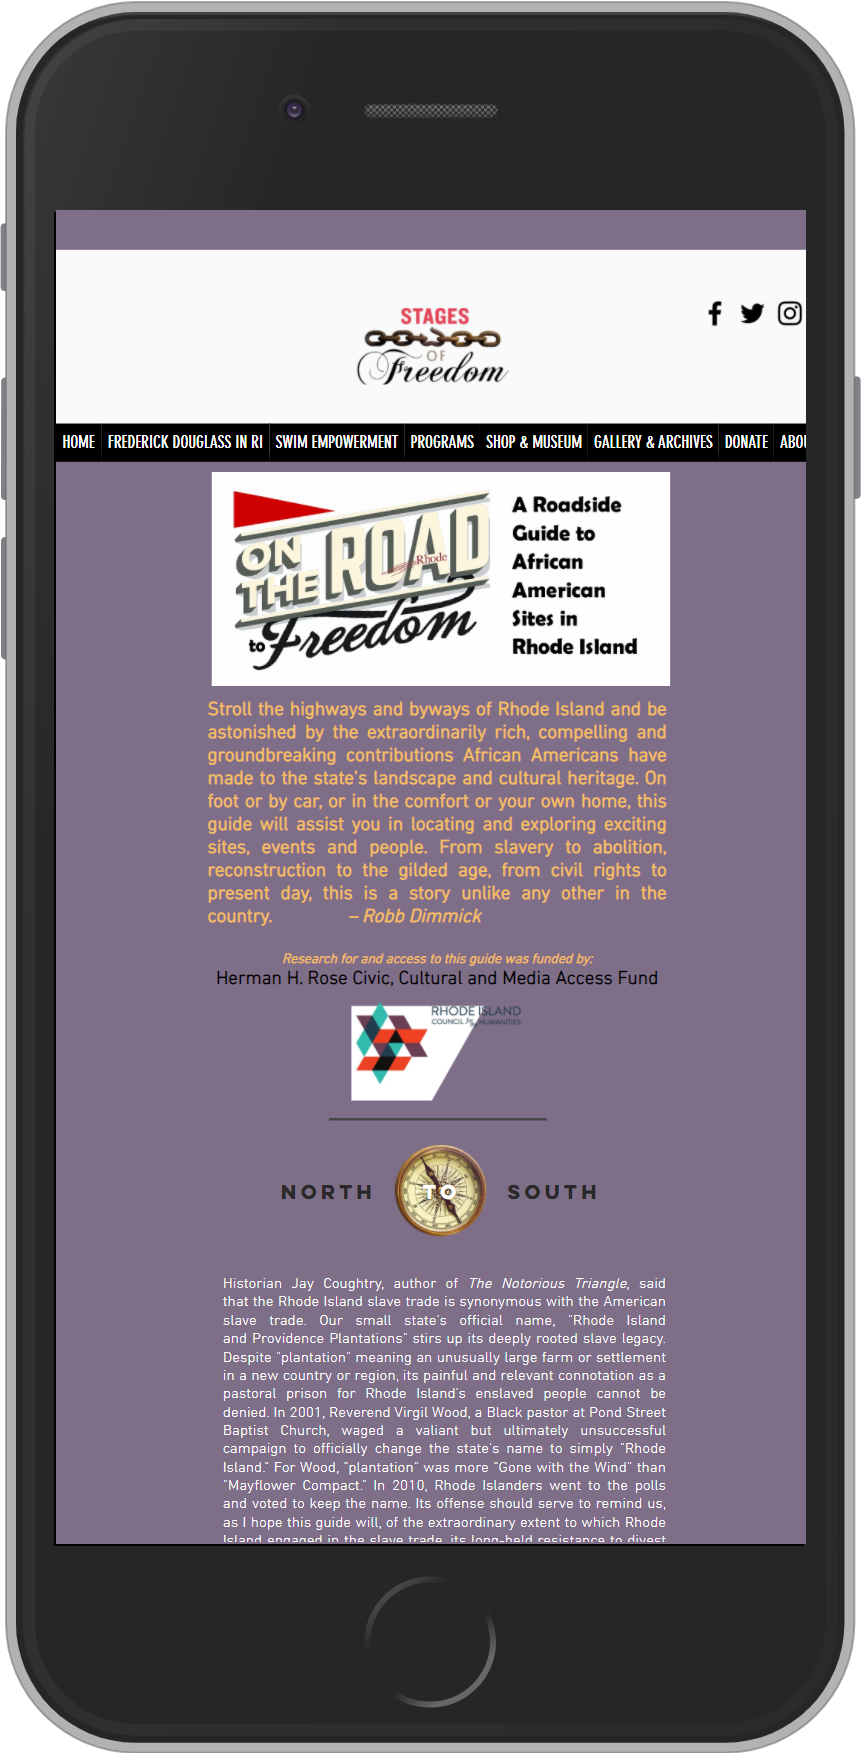 STAGES
OF
Freedom
HOME FREDERICK DOUGLASS IN RI SWIM EMPOWERMENT PROGRAMS SHOP & MUSEUM GALLERY & ARCHIVES DONATE ABOU
ON THE ROAD
Rhode
to Freedom
A Roadside
Guide to
African
American
Sites in
Rhode Island
Stroll the highways and byways of Rhode Island and be
astonished by the extraordinarily rich, compelling and
groundbreaking contributions African Americans have
made to the state's landscape and cultural heritage. On
foot or by car, or in the comfort or your own home, this
guide will assist you in locating and exploring exciting
sites, events and people. From slavery to abolition,
reconstruction to the gilded age, from civil rights to
present day, this is a story unlike any other in the
country. – Robb Dimmick
Research for and access to this guide was funded by:
Herman H. Rose Civic, Cultural and Media Access Fund
RHODE ISLAND
COUNCIL for the HUMANITIES
NORTH TO SOUTH
Historian Jay Coughtry, author of The Notorious Triangle, said
that the Rhode Island slave trade is synonymous with the American
slave trade. Our small state's official name, "Rhode Island
and Providence Plantations" stirs up its deeply rooted slave legacy.
Despite "plantation" meaning an unusually large farm or settlement
in a new country or region, its painful and relevant connotation as a
pastoral prison for Rhode Island's enslaved people cannot be
denied. In 2001, Reverend Virgil Wood, a Black pastor at Pond Street
Baptist Church, waged a valiant but ultimately unsuccessful
campaign to officially change the state's name to simply "Rhode
Island." For Wood, "plantation" was more "Gone with the Wind" than
"Mayflower Compact." In 2010, Rhode Islanders went to the polls
and voted to keep the name. Its offense should serve to remind us,
as I hope this guide will, of the extraordinary extent to which Rhode
Island engaged in the slave trade, its long-held resistance to divest